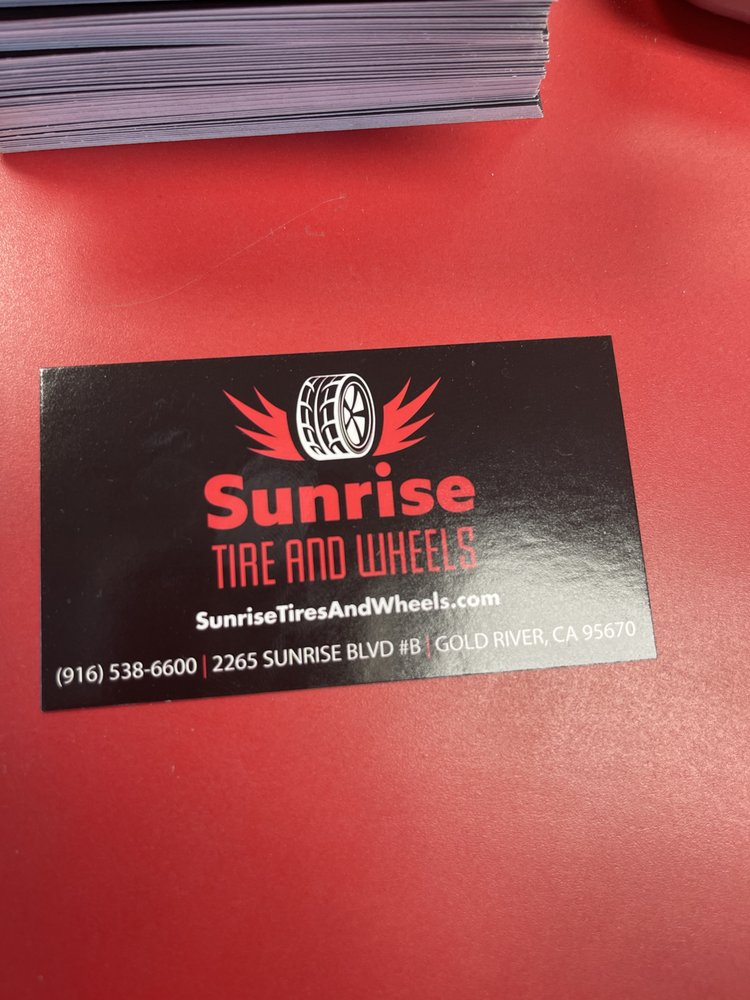 Sunrise
TIRE AND WHEELS
SunriseTiresAndWheels.com
(916) 538-6600 | 2265 SUNRISE BLVD #B | GOLD RIVER, CA 95670